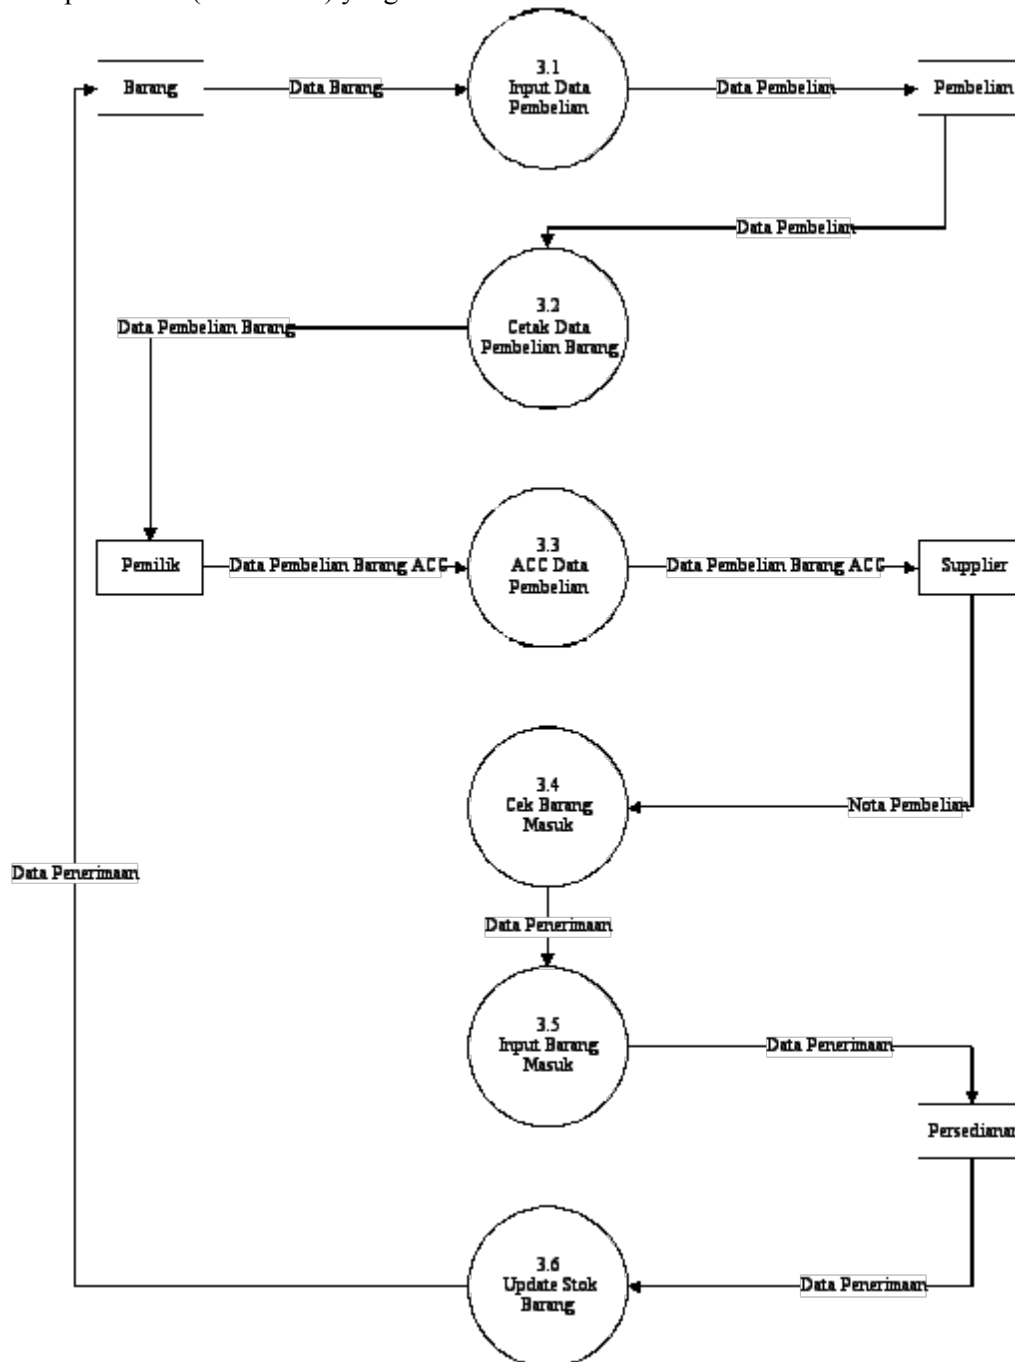 Barang
Data Barang
3.1
Input Data
Pembelian
Data Pembelian
Pembelian
Data Pembelian
3.2
Cetak Data
Pembelian Barang
Data Pembelian Barang
Pemilik
Data Pembelian Barang ACC
3.3
ACC Data
Pembelian
Data Pembelian Barang ACC
Supplier
3.4
Cek Barang
Masuk
Nota Pembelian
Data Penerimaan
Data Penerimaan
3.5
Input Barang
Masuk
Data Penerimaan
Persedianan
3.6
Update Stok
Barang
Data Penerimaan